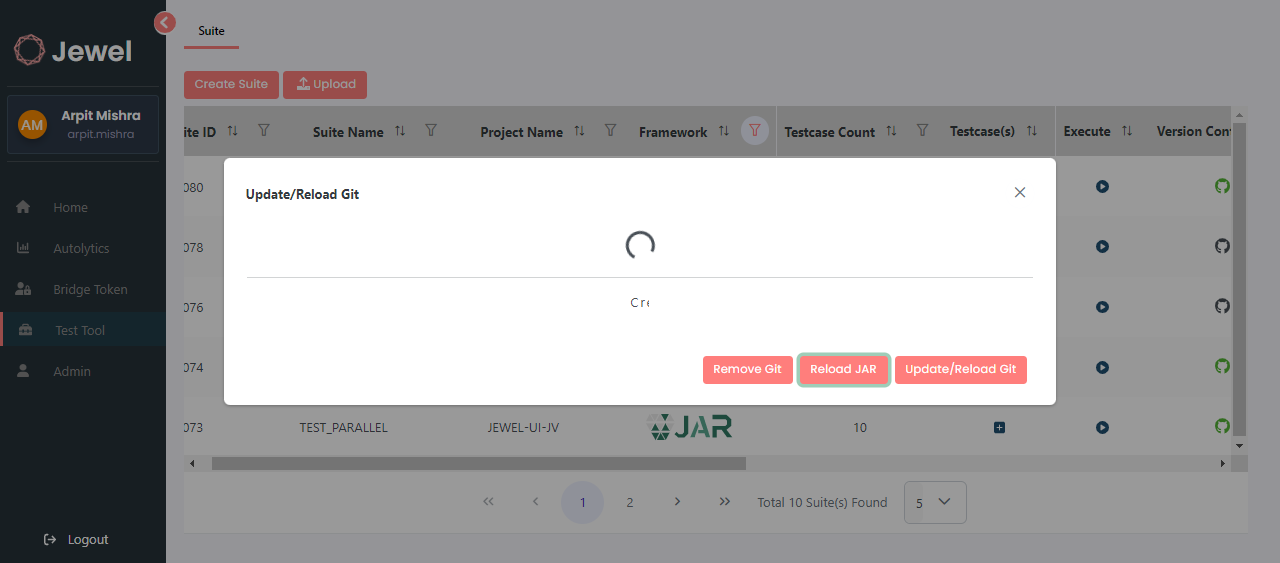 Jewel
AM
Arpit Mishra
arpit.mishra
Home
Autolytics
Bridge Token
Test Tool
Admin
Logout
Suite
Create Suite
Upload
ite ID Suite Name Project Name Framework Testcase Count Testcase(s) Execute Version Con
080
078
076
074
073 TEST_PARALLEL JEWEL-UI-JV JAR 10
Update/Reload Git
Cre
Remove Git Reload JAR Update/Reload Git
1 2 Total 10 Suite(s) Found 5